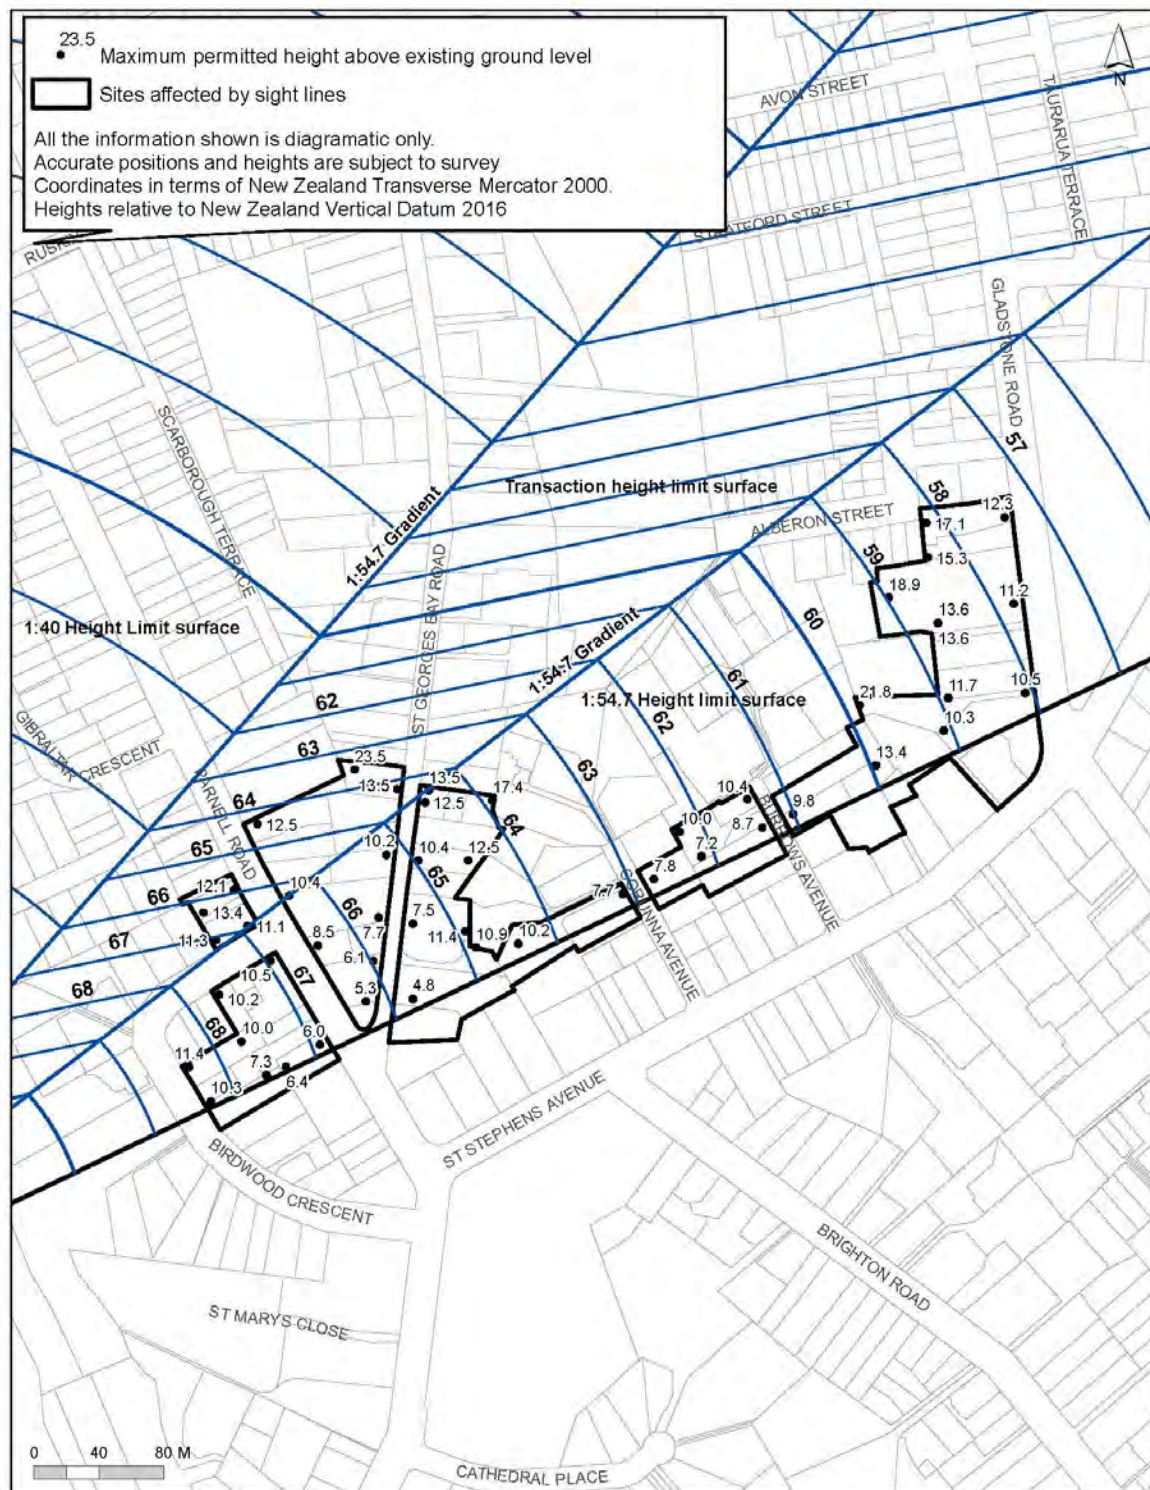 23.5
Maximum permitted height above existing ground level
Sites affected by sight lines
All the information shown is diagramatic only.
Accurate positions and heights are subject to survey
Coordinates in terms of New Zealand Transverse Mercator 2000.
Heights relative to New Zealand Vertical Datum 2016
N
AVON STREET
TAURARUA TERRACE
STRATFORD STREET
GLADSTONE ROAD
SCARBOROUGH TERRACE
57
58
Transaction height limit surface
12.3
17.1
ALBERON STREET
1:54.7 Gradient
59
15.3
ST GEORGES BAY ROAD
18.9
11.2
60
13.6
13.6
1:40 Height Limit surface
1:54.7 Gradient
61
62
1:54.7 Height limit surface
21.8
11.7
10.5
62
10.3
63
GIBRALTAR CRESCENT
23.5
63
13.4
13.5
13.5
17.4
10.4
64
PARNELL ROAD
12.5
12.5
64
9.8
10.0
8.7
BURROWS AVENUE
65
10.2
10.4
12.5
7.2
65
7.8
66
12.1
10.4
7.7
CORUNNA AVENUE
13.4
66
7.5
11.1
67
11.3
8.5
7.7
11.4
10.9
10.2
6.1
10.5
67
68
10.2
5.3
4.8
68
10.0
6.0
11.4
7.3
6.4
10.3
ST STEPHENS AVENUE
BIRDWOOD CRESCENT
BRIGHTON ROAD
ST MARYS CLOSE
0 40 80 M
CATHEDRAL PLACE